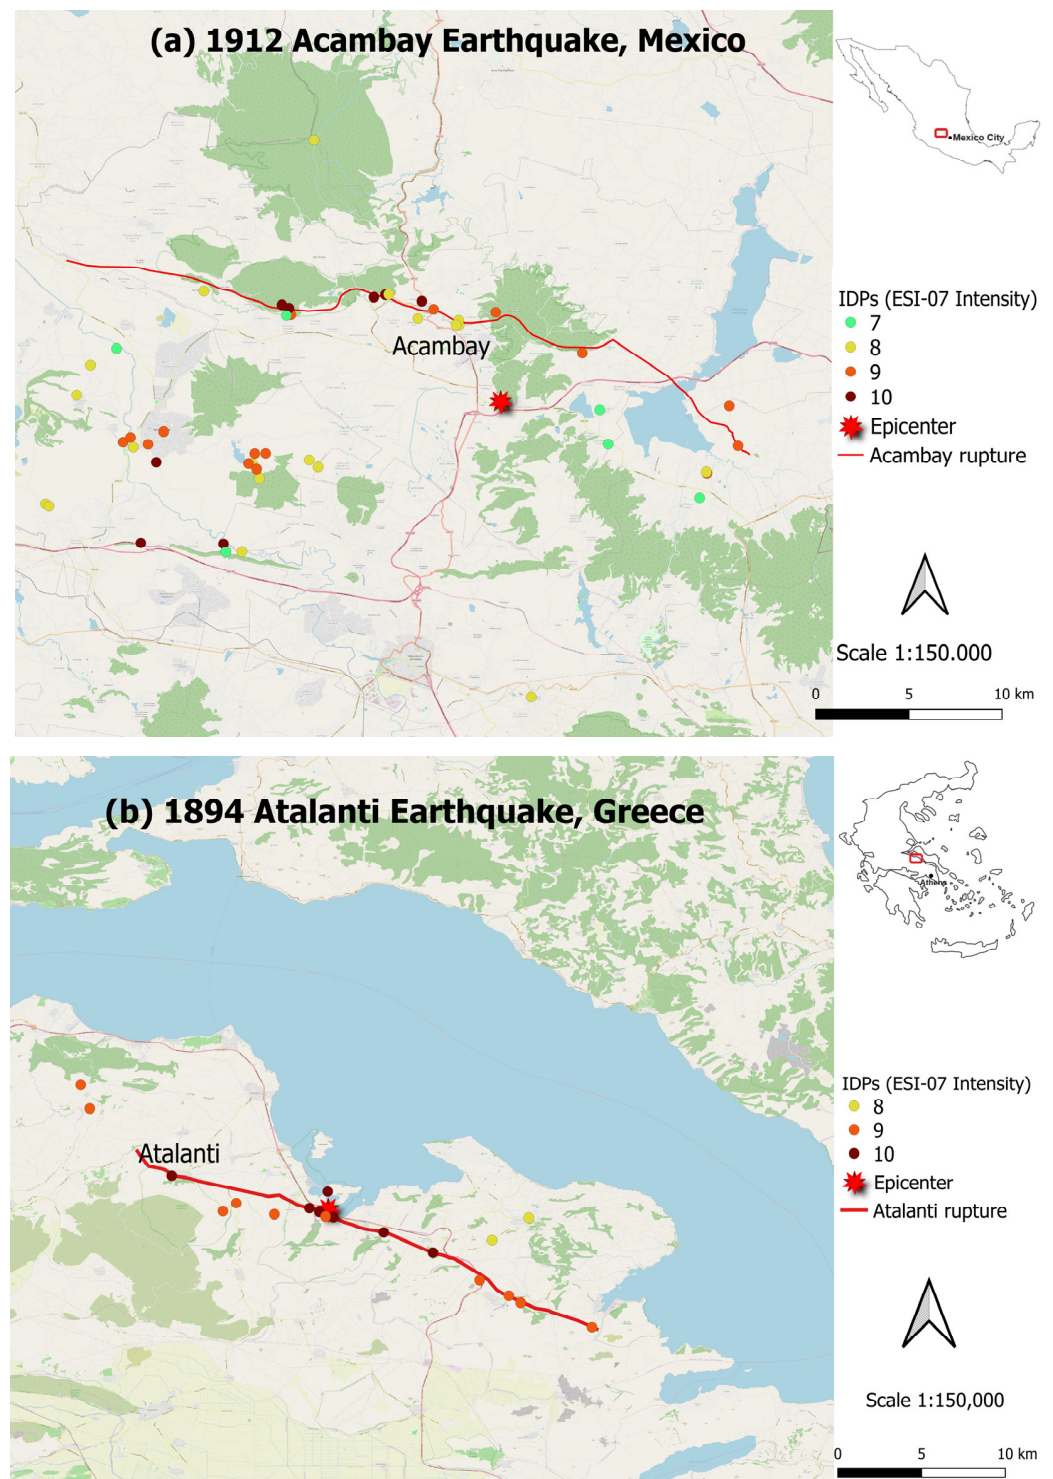 (a) 1912 Acambay Earthquake, Mexico
Mexico City
IDPs (ESI-07 Intensity)
7
8
9
10
Epicenter
Acambay rupture
Acambay
Scale 1:150.000
0 5 10 km
(b) 1894 Atalanti Earthquake, Greece
Athens
IDPs (ESI-07 Intensity)
8
9
10
Epicenter
Atalanti rupture
Atalanti
Scale 1:150,000
0 5 10 km